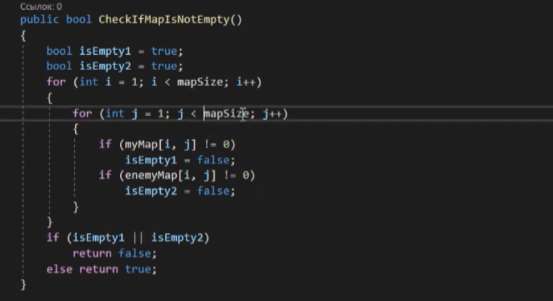 Ссылок: 0
public bool CheckIfMapIsNotEmpty()
{
bool isEmpty1 = true;
bool isEmpty2 = true;
for (int i = 1; i < mapSize; i++)
{
for (int j = 1; j < mapSize; j++)
{
if (myMap[i, j] != 0)
isEmpty1 = false;
if (enemyMap[i, j] != 0)
isEmpty2 = false;
}
}
if (isEmpty1 || isEmpty2)
return false;
else return true;
}